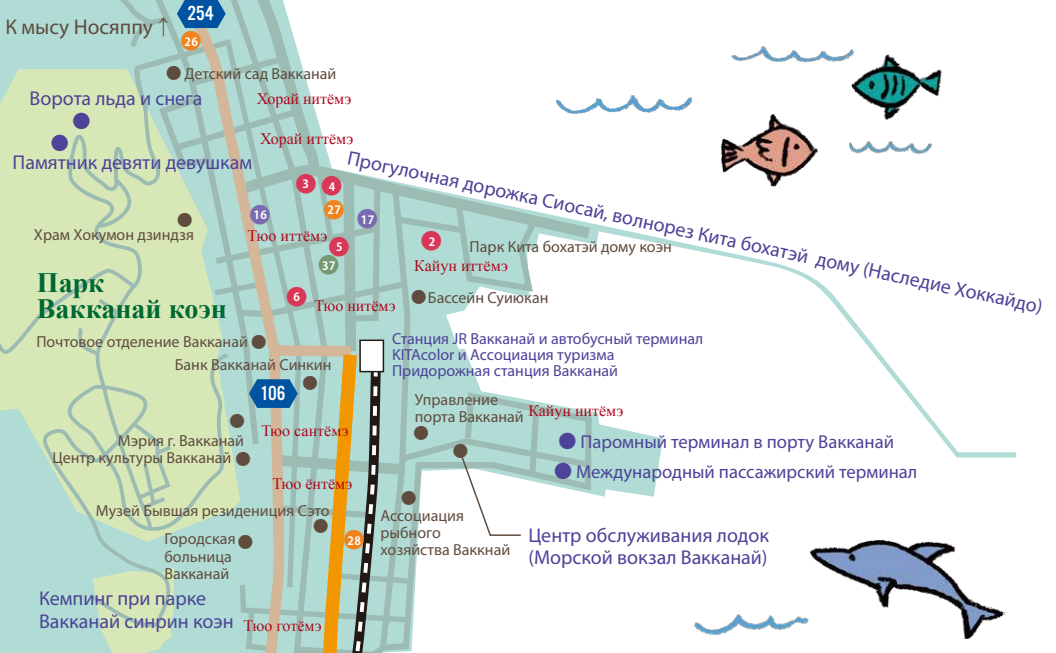 254
К мысу Носяппу ↑
26
Детский сад Вакканай
Ворота льда и снега
Хорай нитёмэ
Памятник девяти девушкам
Хорай иттёмэ
Прогулочная дорожка Сиосай, волнорез Кита бохатэй дому (Наследие Хоккайдо)
3
4
27
16
17
Храм Хокумон дзиндзя
Тюо иттёмэ
5
2
Парк Кита бохатэй дому коэн
37
Кайун иттёмэ
Парк
Вакканай коэн
6
Тюо нитёмэ
Бассейн Суиюкан
Почтовое отделение Вакканай
Станция JR Вакканай и автобусный терминал
KITAcolor и Ассоциация туризма
Придорожная станция Вакканай
Банк Вакканай Синкин
106
Управление
порта Вакканай
Кайун нитёмэ
Тюо сантёмэ
Мэрия г. Вакканай
Центр культуры Вакканай
Паромный терминал в порту Вакканай
Международный пассажирский терминал
Тюо ёнтёмэ
Музей Бывшая резидениция Сэто
Ассоциация
рыбного
хозяйства Ваккнай
Городская
больница
Вакканай
28
Центр обслуживания лодок
(Морской вокзал Вакканай)
Кемпинг при парке
Вакканай синрин коэн
Тюо готёмэ